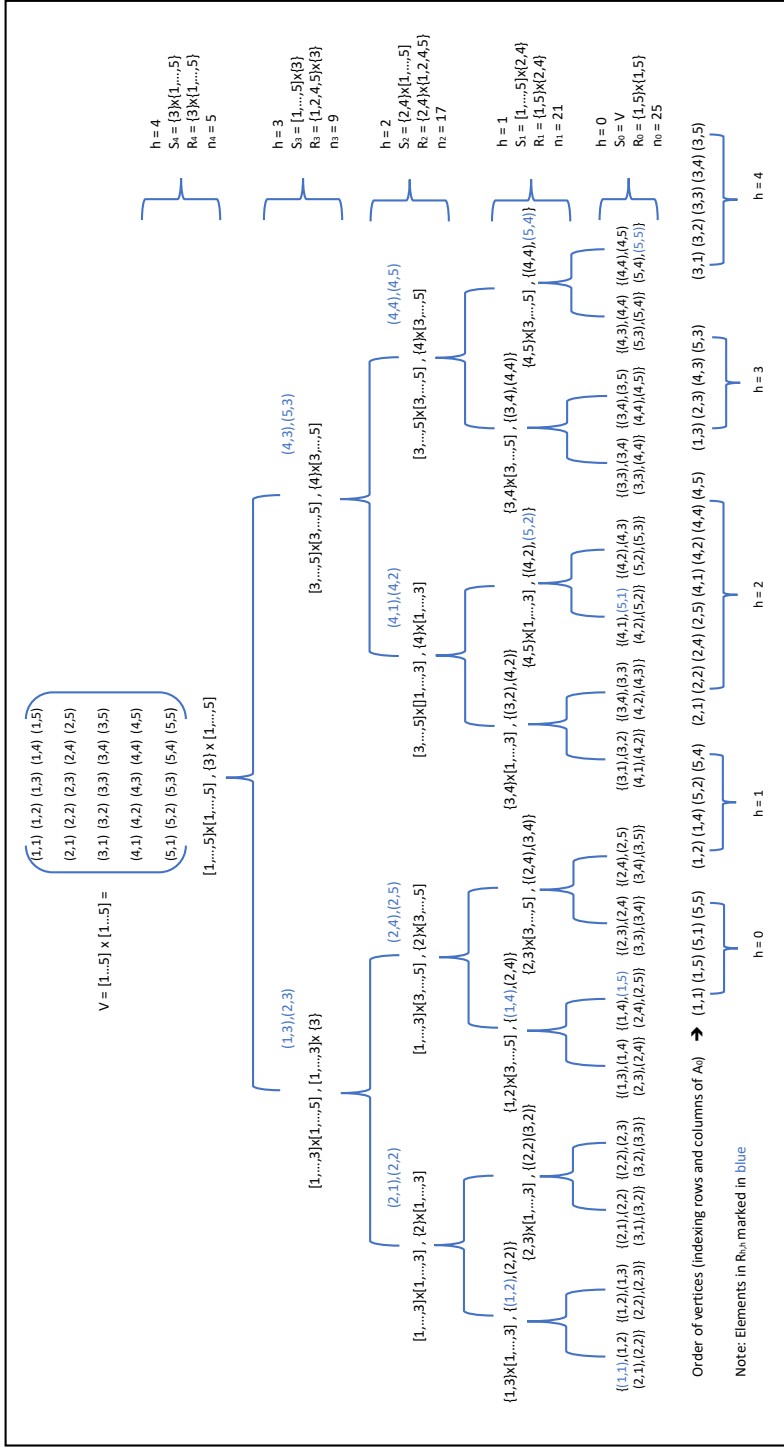 V = [1...5] x [1...5] =
(1,1) (1,2) (1,3) (1,4) (1,5)
(2,1) (2,2) (2,3) (2,4) (2,5)
(3,1) (3,2) (3,3) (3,4) (3,5)
(4,1) (4,2) (4,3) (4,4) (4,5)
(5,1) (5,2) (5,3) (5,4) (5,5)
[1,...,5]x[1,...,5] , {3} x [1,...,5]
h = 4
S₄ = {3}x{1,...,5}
R₄ = {3}x{1,...,5}
n₄ = 5
(1,3),(2,3)
[1,...,3]x[1,...,5] , [1,...,3]x {3}
(4,3),(5,3)
[3,...,5]x[3,...,5] , {4}x[3,...,5]
h = 3
S₃ = [1,...,5]x{3}
R₃ = {1,2,4,5}x{3}
n₃ = 9
(2,1),(2,2)
[1,...,3]x[1,...,3] , {2}x[1,...,3]
(2,4),(2,5)
[1,...,3]x[3,...,5] , {2}x[3,...,5]
(4,1),(4,2)
[3,...,5]x[]1,...,3] , {4}x[1,...,3]
(4,4),(4,5)
[3,...,5]x[3,...,5] , {4}x[3,...,5]
h = 2
S₂ = {2,4}x[1,...,5]
R₂ = {2,4}x{1,2,4,5}
n₂ = 17
{1,3}x[1,...,3] , {(1,2),(2,2)}
{2,3}x[1,...,3] , {(2,2)(3,2)}
{1,2}x[3,...,5] , {(1,4),(2,4)}
{2,3}x[3,...,5] , {(2,4),(3,4)}
{3,4}x[1,...,3] , {(3,2),(4,2)}
{4,5}x[1,...,3] , {(4,2),(5,2)}
{3,4}x[3,...,5] , {(3,4),(4,4)}
{4,5}x[3,...,5] , {(4,4),(5,4)}
h = 1
S₁ = [1,...,5]x{2,4}
R₁ = {1,5}x{2,4}
n₁ = 21
{(1,1),(1,2) {(1,2),(1,3) {(2,1),(2,2) {(2,2),(2,3) {(1,3),(1,4) {(1,4),(1,5) {(2,3),(2,4) {(2,4),(2,5) {(3,1),(3,2) {(3,4),(3,3) {(4,1),(5,1) {(4,2),(4,3) {(3,3),(3,4) {(3,4),(3,5) {(4,3),(4,4) {(4,4),(4,5)
(2,1),(2,2)} (2,2),(2,3)} (3,1),(3,2)} (3,2),(3,3)} (2,3),(2,4)} (2,4),(2,5)} (3,3),(3,4)} (3,4),(3,5)} (4,1),(4,2)} (4,2),(4,3)} (4,2),(5,2)} (5,2),(5,3)} (3,3),(4,4)} (4,4),(4,5)} (5,3),(5,4)} (5,4),(5,5)}
h = 0
S₀ = V
R₀ = {1,5}x{1,5}
n₀ = 25
Order of vertices (indexing rows and columns of A₀) ➔ (1,1) (1,5) (5,1) (5,5) (1,2) (1,4) (5,2) (5,4) (2,1) (2,2) (2,4) (2,5) (4,1) (4,2) (4,4) (4,5) (1,3) (2,3) (4,3) (5,3) (3,1) (3,2) (3,3) (3,4) (3,5)
h = 0 h = 1 h = 2 h = 3 h = 4
Note: Elements in Rₕ,ₕ marked in blue